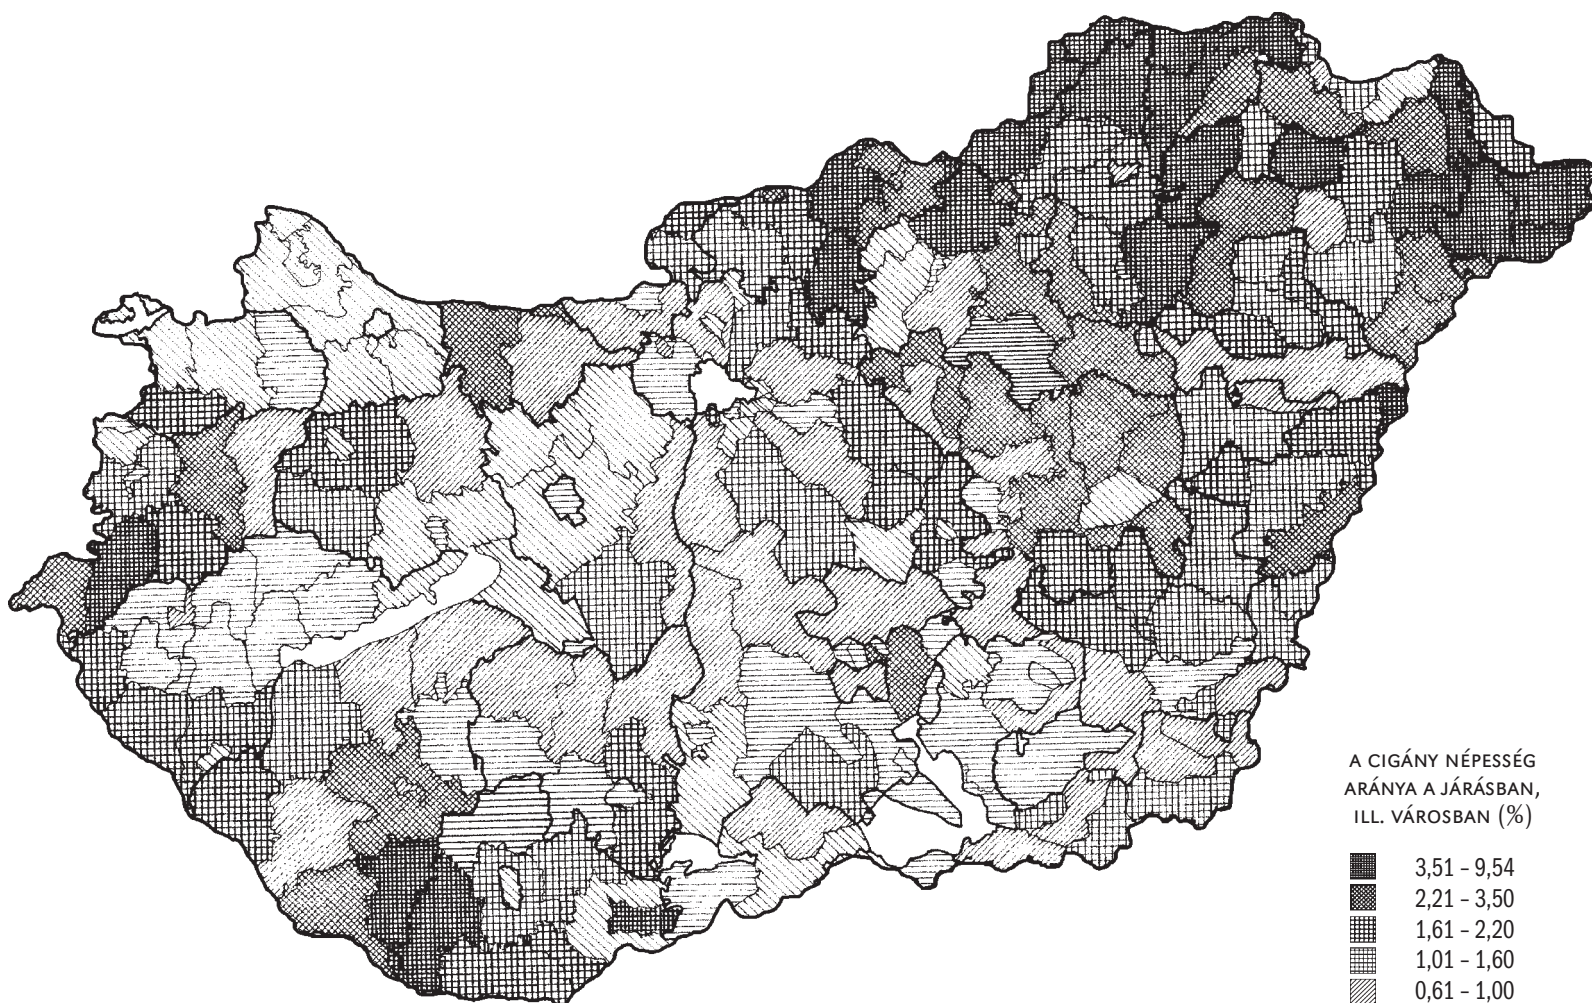 A CIGÁNY NÉPESSÉG
ARÁNYA A JÁRÁSBAN,
ILL. VÁROSBAN (%)
3,51 – 9,54
2,21 – 3,50
1,61 – 2,20
1,01 – 1,60
0,61 – 1,00